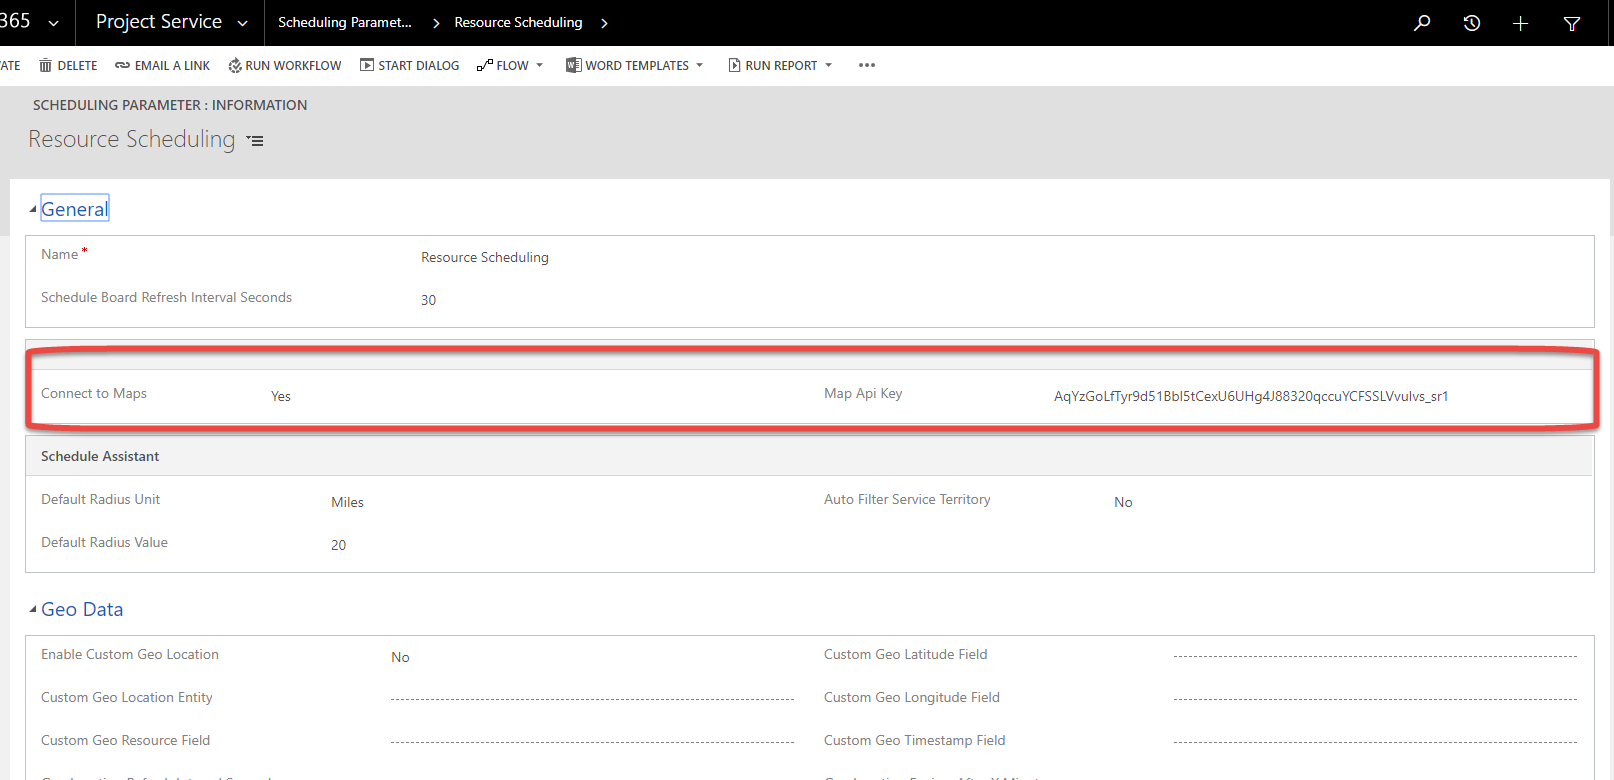 365 Project Service Scheduling Paramet... Resource Scheduling
ATE DELETE EMAIL A LINK RUN WORKFLOW START DIALOG FLOW WORD TEMPLATES RUN REPORT
SCHEDULING PARAMETER : INFORMATION
Resource Scheduling
General
Name* Resource Scheduling
Schedule Board Refresh Interval Seconds 30
Connect to Maps Yes Map Api Key AqYzGoLfTyr9d51BbI5tCexU6UHg4J88320qccuYCFSSLVvulvs_sr1
Schedule Assistant
Default Radius Unit Miles Auto Filter Service Territory No
Default Radius Value 20
Geo Data
Enable Custom Geo Location No Custom Geo Latitude Field
Custom Geo Location Entity Custom Geo Longitude Field
Custom Geo Resource Field Custom Geo Timestamp Field